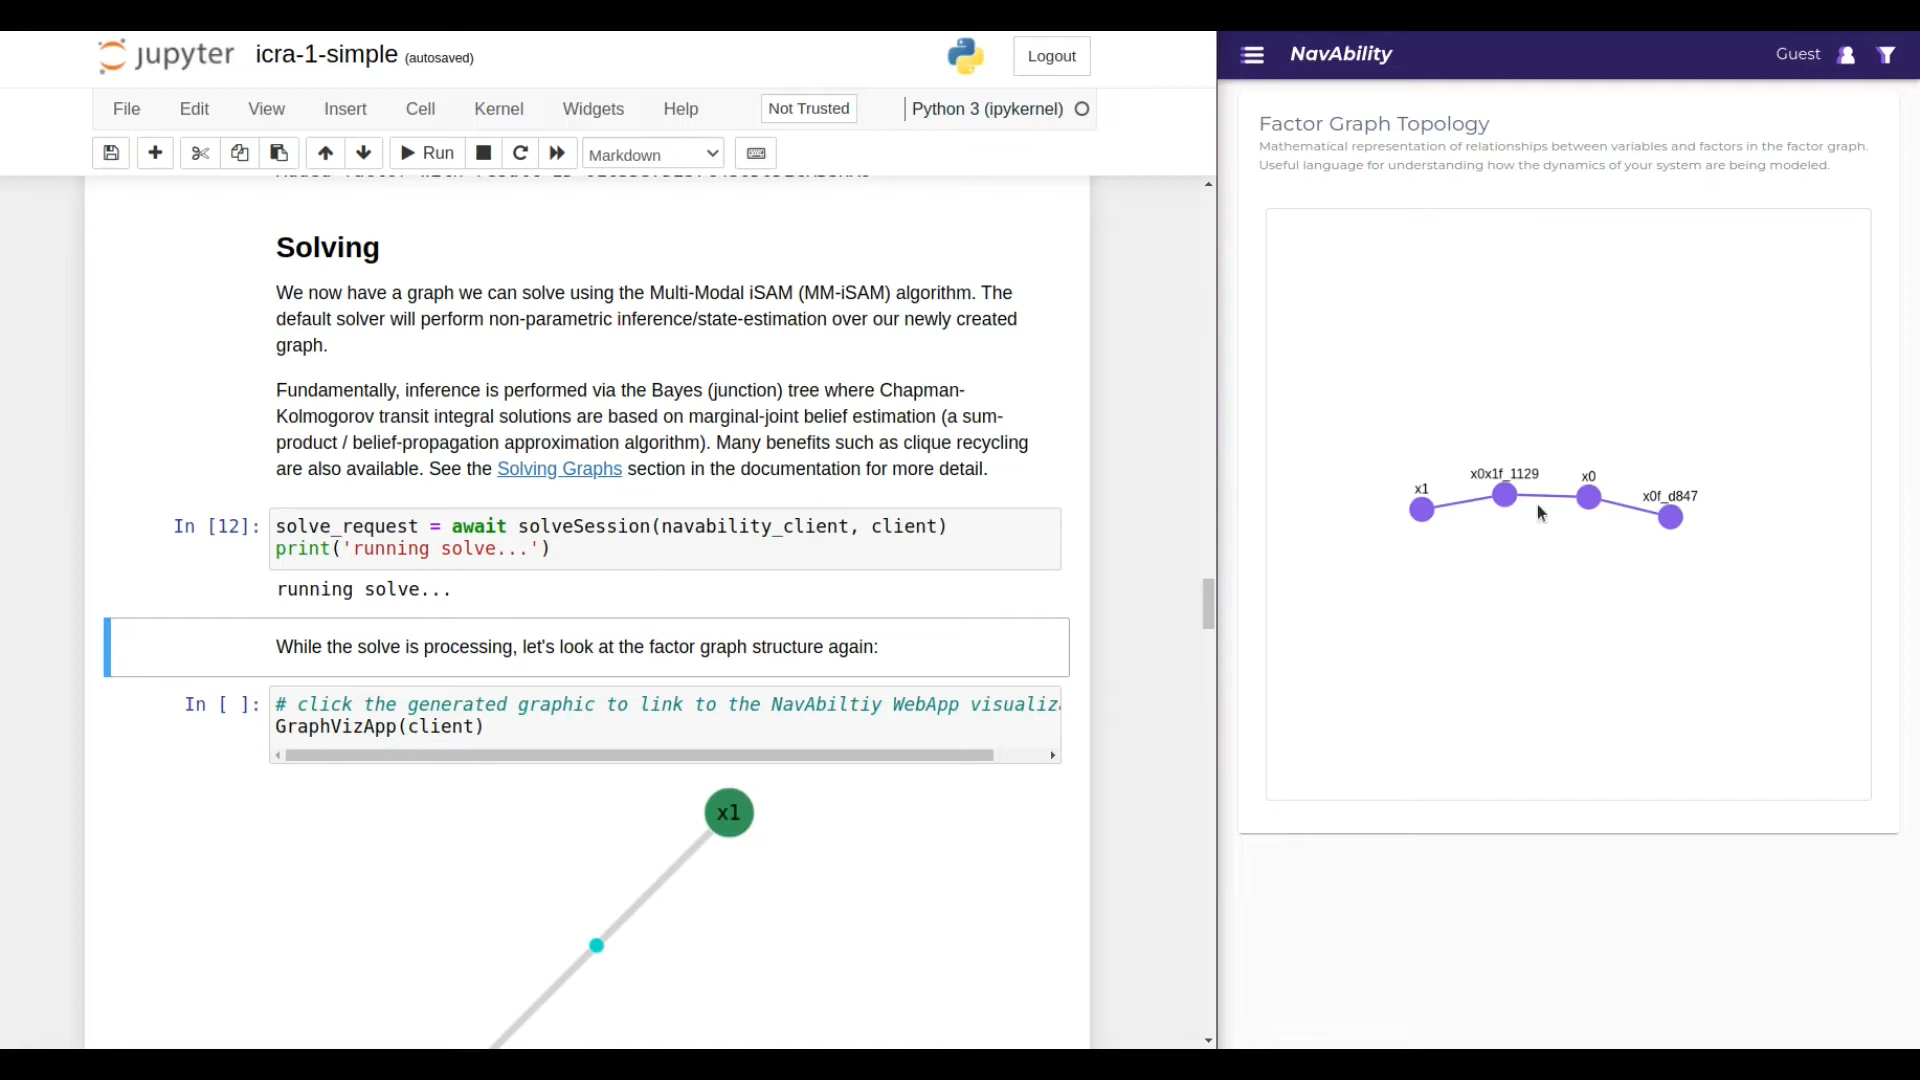 jupyter icra-1-simple (autosaved)
Logout
File Edit View Insert Cell Kernel Widgets Help
Not Trusted
Python 3 (ipykernel)
Run
Markdown
Solving
We now have a graph we can solve using the Multi-Modal iSAM (MM-iSAM) algorithm. The
default solver will perform non-parametric inference/state-estimation over our newly created
graph.
Fundamentally, inference is performed via the Bayes (junction) tree where Chapman-
Kolmogorov transit integral solutions are based on marginal-joint belief estimation (a sum-
product / belief-propagation approximation algorithm). Many benefits such as clique recycling
are also available. See the Solving Graphs section in the documentation for more detail.
In [12]: solve_request = await solveSession(navability_client, client)
print('running solve...')
running solve...
While the solve is processing, let's look at the factor graph structure again:
In [ ]: # click the generated graphic to link to the NavAbiltiy WebApp visualiz
GraphVizApp(client)
x1
NavAbility
Guest
Factor Graph Topology
Mathematical representation of relationships between variables and factors in the factor graph.
Useful language for understanding how the dynamics of your system are being modeled.
x1
x0x1f_1129
x0
x0f_d847